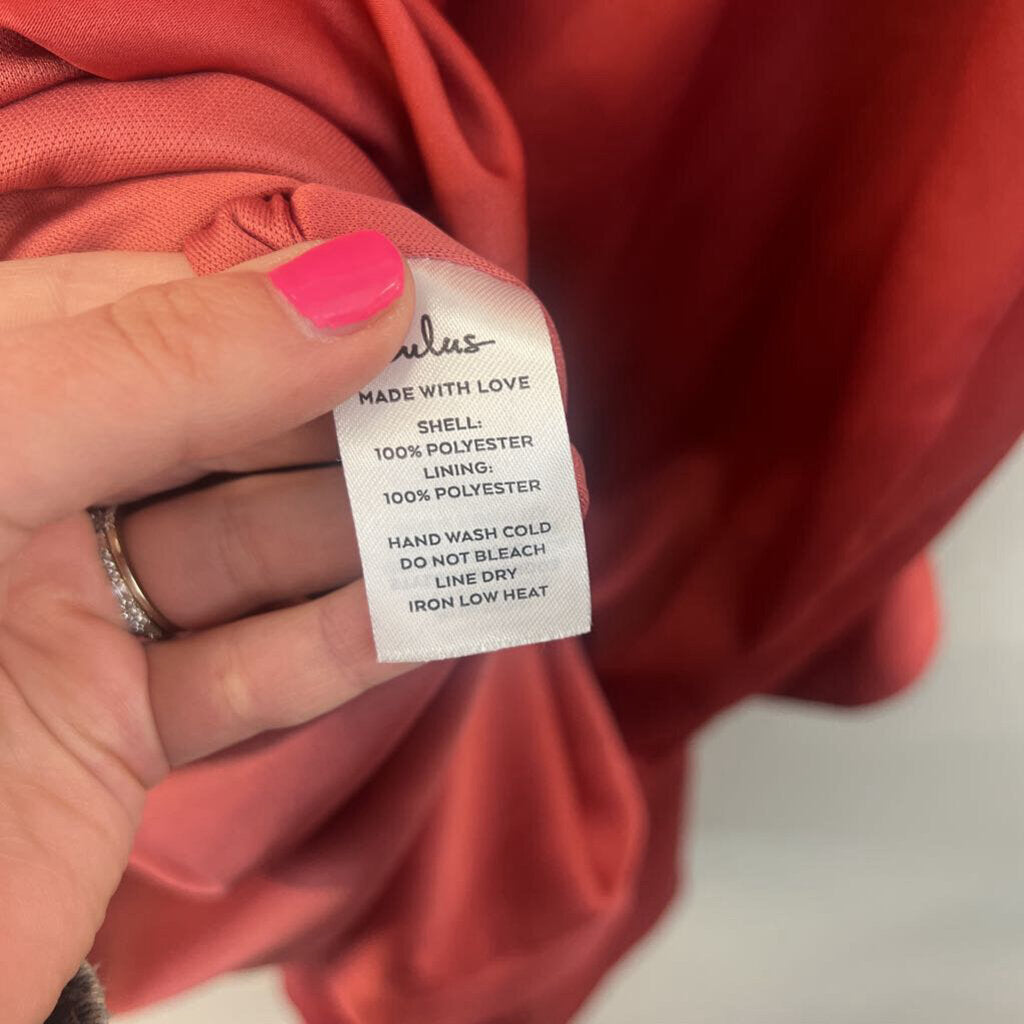 MADE WITH LOVE
SHELL:
100% POLYESTER
LINING:
100% POLYESTER
HAND WASH COLD
DO NOT BLEACH
LINE DRY
IRON LOW HEAT